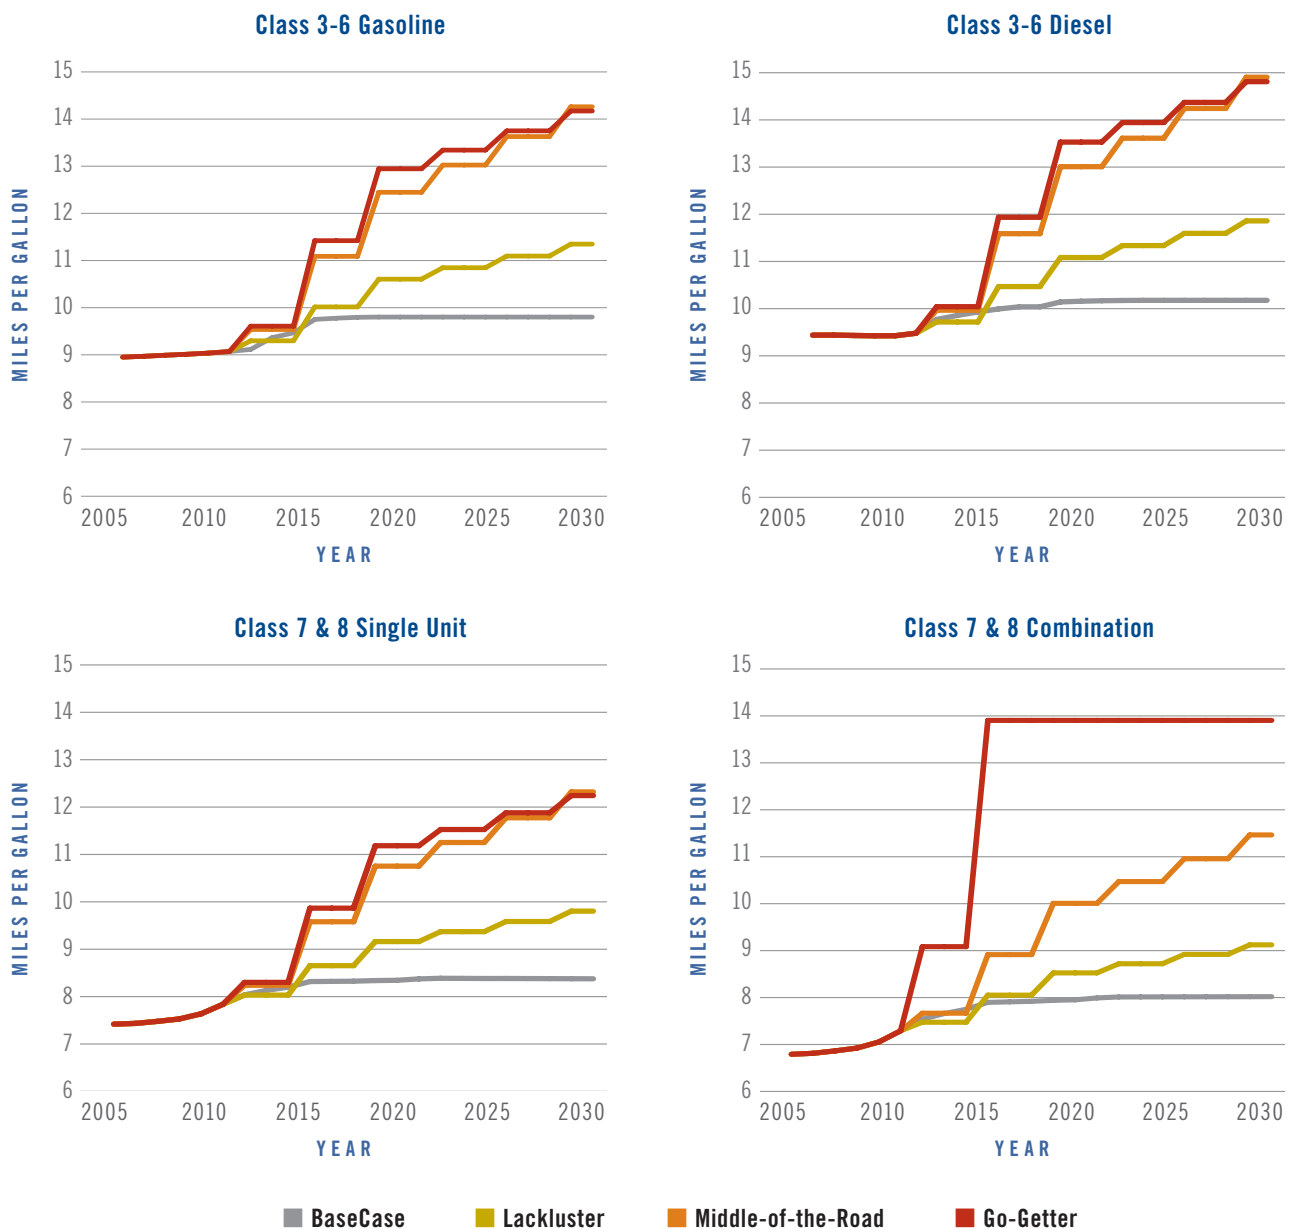 Class 3-6 Gasoline
15
14
13
12
11
10
9
8
7
6
MILES PER GALLON
2005 2010 2015 2020 2025 2030
YEAR
Class 3-6 Diesel
15
14
13
12
11
10
9
8
7
6
MILES PER GALLON
2005 2010 2015 2020 2025 2030
YEAR
Class 7 & 8 Single Unit
15
14
13
12
11
10
9
8
7
6
MILES PER GALLON
2005 2010 2015 2020 2025 2030
YEAR
Class 7 & 8 Combination
15
14
13
12
11
10
9
8
7
6
MILES PER GALLON
2005 2010 2015 2020 2025 2030
YEAR
BaseCase Lackluster Middle-of-the-Road Go-Getter